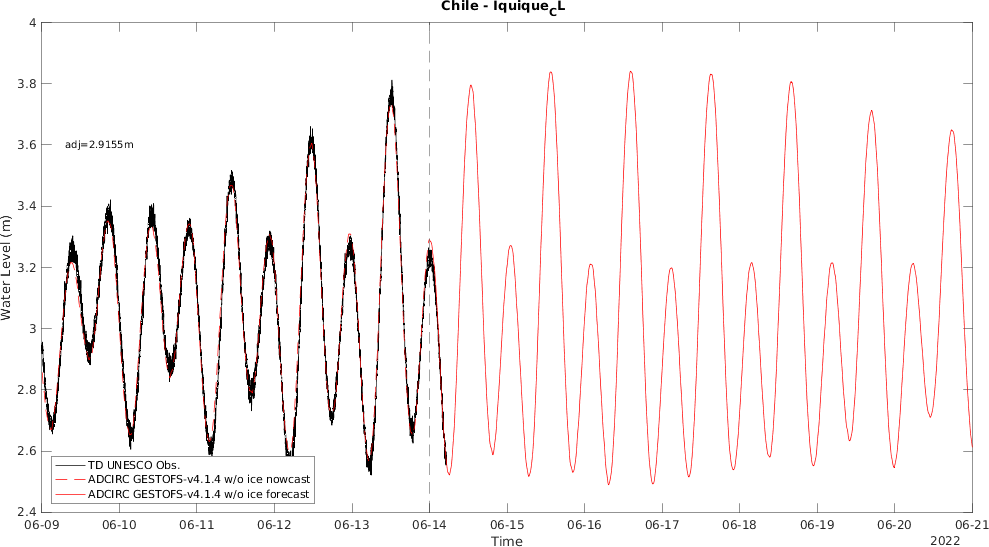 Chile - Iquique_CL
4
3.8
3.6
3.4
3.2
3
2.8
2.6
2.4
Water Level (m)
adj=2.9155m
TD UNESCO Obs.
ADCIRC GESTOFS-v4.1.4 w/o ice nowcast
ADCIRC GESTOFS-v4.1.4 w/o ice forecast
06-09 06-10 06-11 06-12 06-13 06-14 06-15 06-16 06-17 06-18 06-19 06-20 06-21
Time
2022